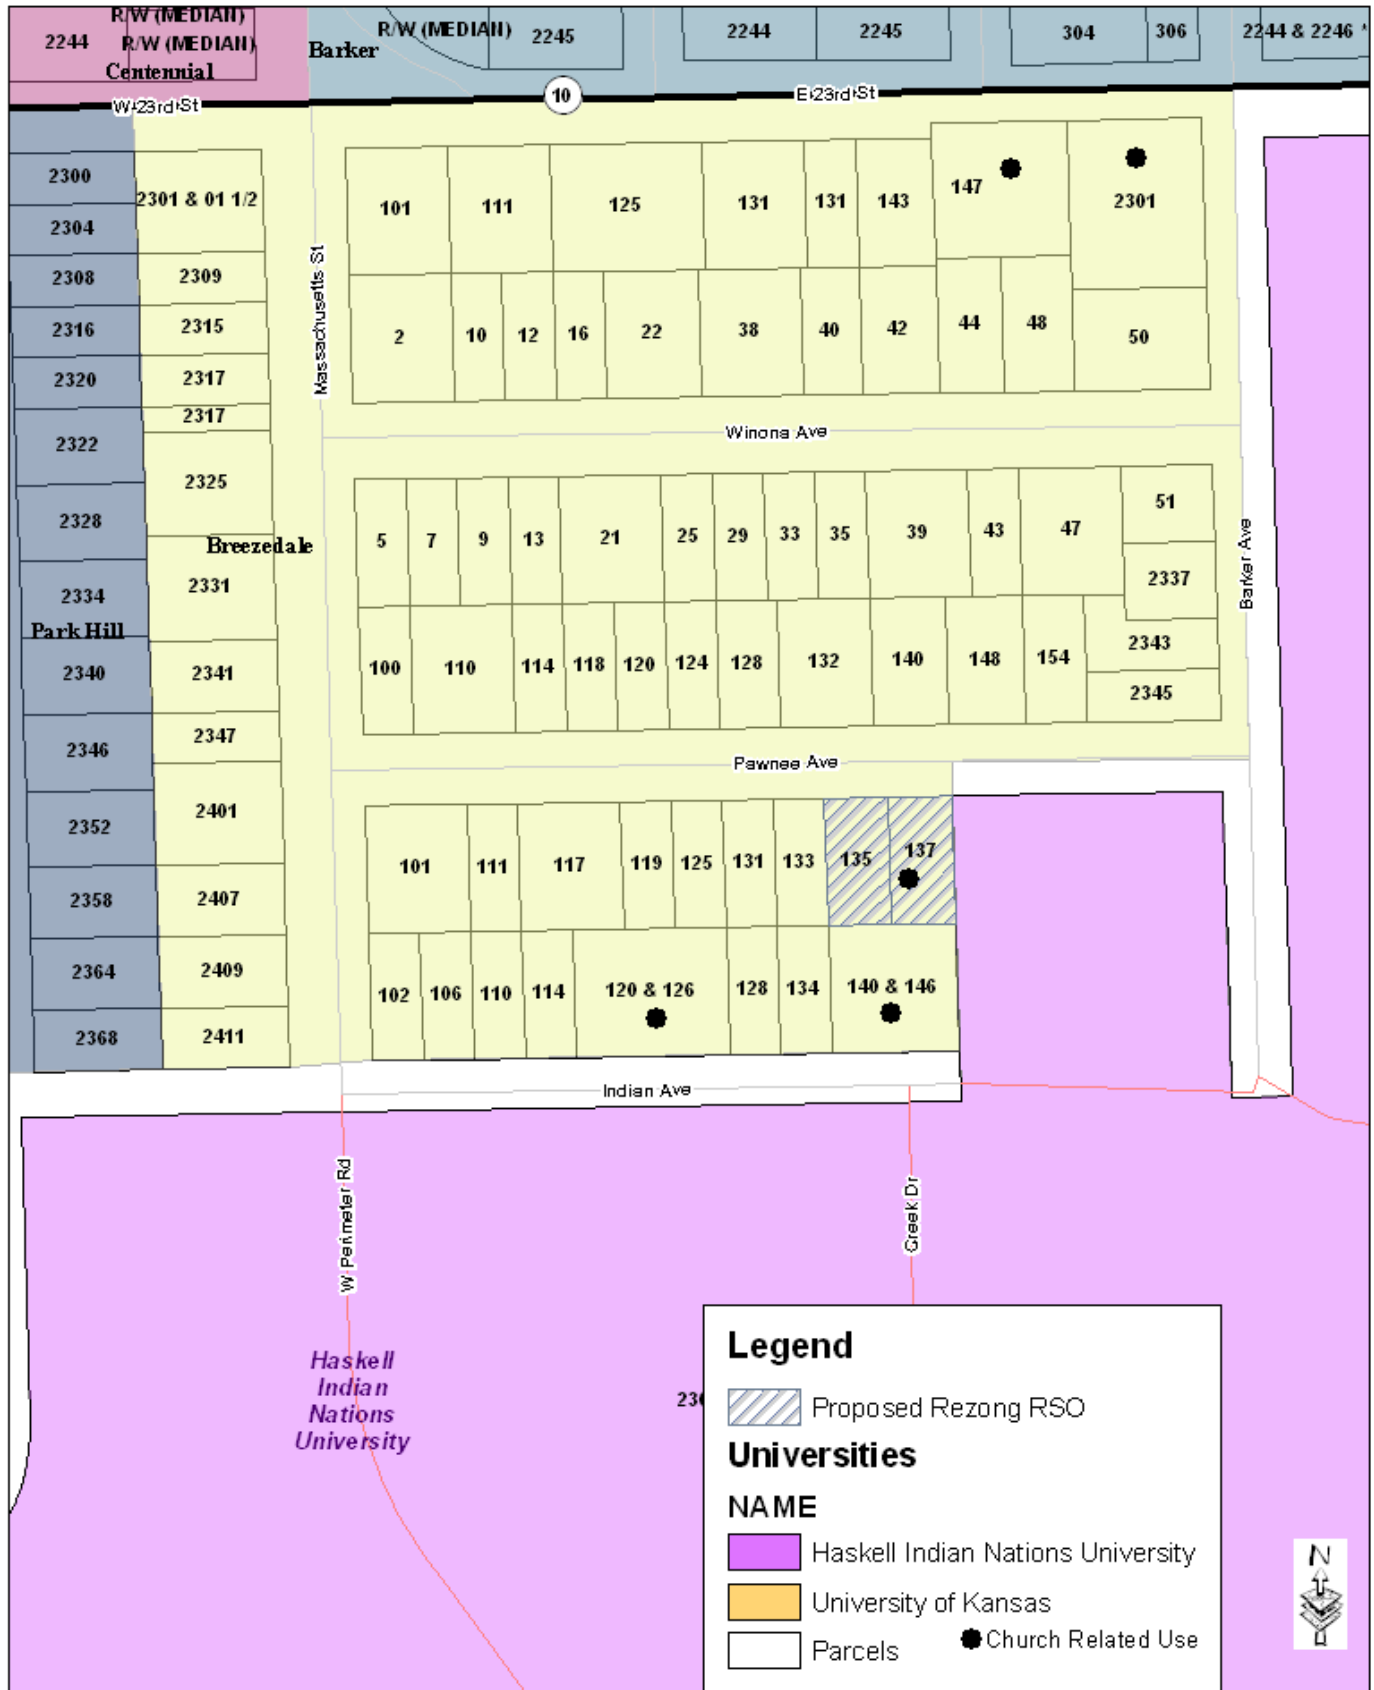 R/W (MEDIAN)
2244 R/W (MEDIAN)
Centennial
Barker
R/W (MEDIAN) 2245 2244 2245 304 306 2244 & 2246 *
W 23rd St
10
E 23rd St
2300
2304
2308
2316
2320
2322
2328
2334
Park Hill
2340
2346
2352
2358
2364
2368
2301 & 01 1/2
2309
2315
2317
2317
2325
Breezedale
2331
2341
2347
2401
2407
2409
2411
Massachusetts St
101 111 125 131 131 143 147 2301
2 10 12 16 22 38 40 42 44 48 50
Winona Ave
5 7 9 13 21 25 29 33 35 39 43 47 51
2337
100 110 114 118 120 124 128 132 140 148 154 2343
2345
Barker Ave
Pawnee Ave
101 111 117 119 125 131 133 135 137
102 106 110 114 120 & 126 128 134 140 & 146
Indian Ave
W Perimeter Rd
Creek Dr
Haskell
Indian
Nations
University
Legend
Proposed Rezong RSO
Universities
NAME
Haskell Indian Nations University
University of Kansas
Parcels
Church Related Use
N